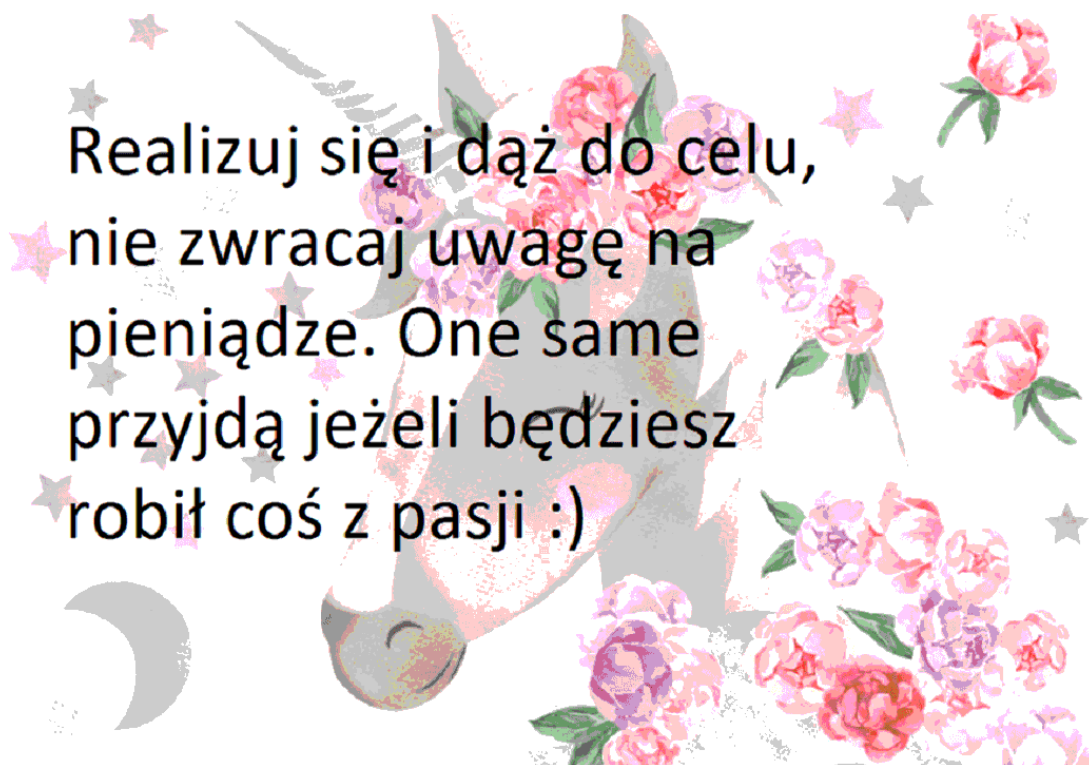 Realizuj się i dąż do celu,
nie zwracaj uwagę na
pieniądze. One same
przyjdą jeżeli będziesz
robił coś z pasji :)